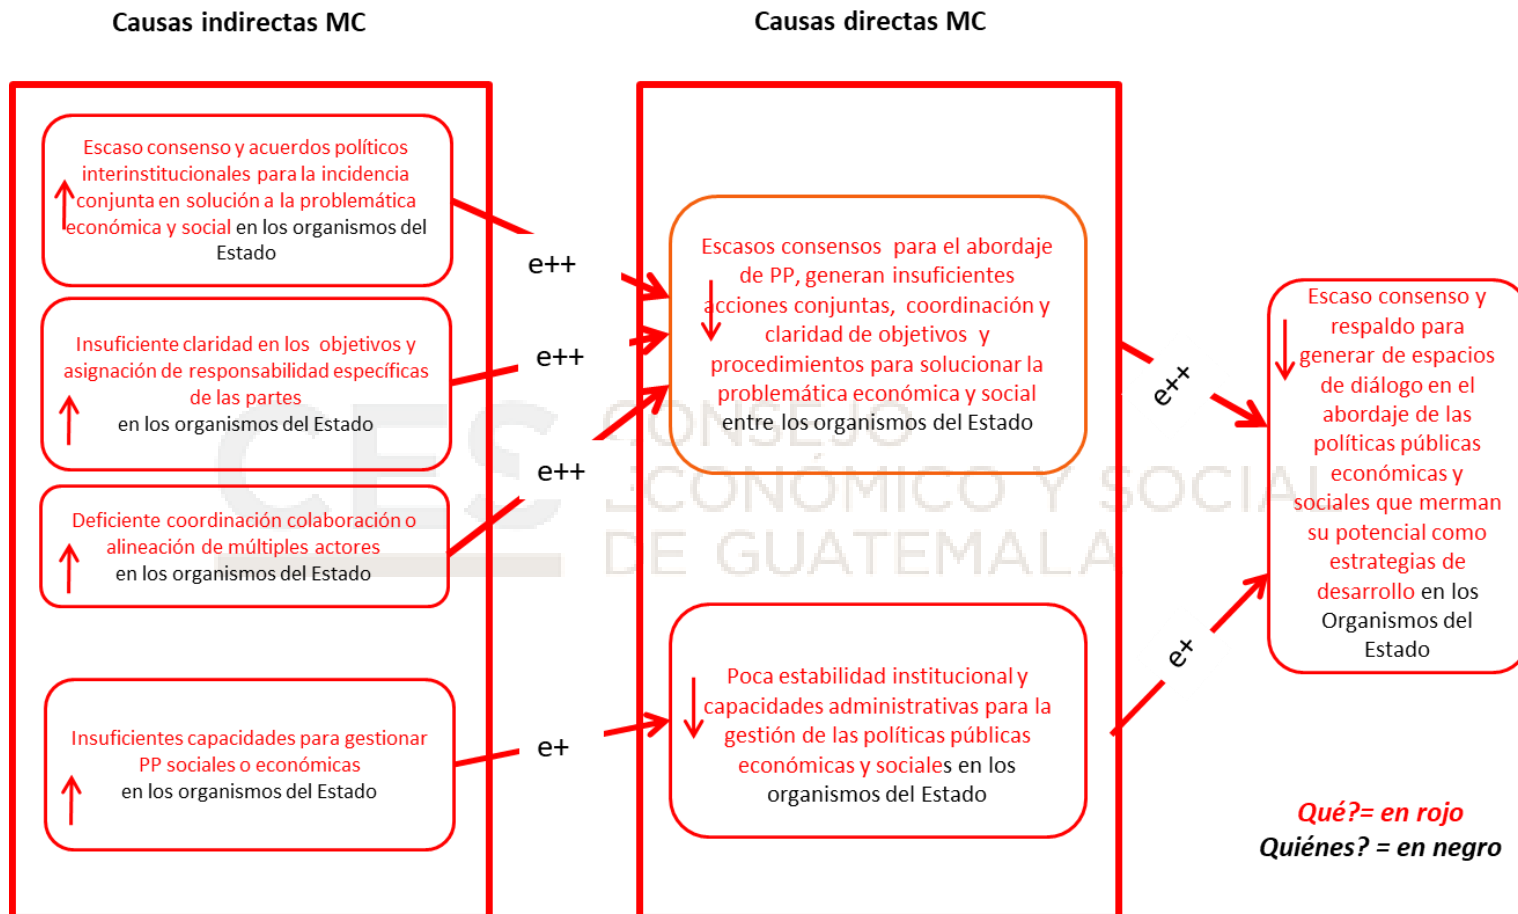 Causas indirectas MC
Causas directas MC
Escaso consenso y acuerdos políticos
interinstitucionales para la incidencia
conjunta en solución a la problemática
económica y social en los organismos del
Estado
Insuficiente claridad en los objetivos y
asignación de responsabilidad específicas
de las partes
en los organismos del Estado
Deficiente coordinación colaboración o
alineación de múltiples actores
en los organismos del Estado
Insuficientes capacidades para gestionar
PP sociales o económicas
en los organismos del Estado
e++
e++
e++
e+
Escasos consensos para el abordaje
de PP, generan insuficientes
acciones conjuntas, coordinación y
claridad de objetivos y
procedimientos para solucionar la
problemática económica y social
entre los organismos del Estado
Poca estabilidad institucional y
capacidades administrativas para la
gestión de las políticas públicas
económicas y sociales en los
organismos del Estado
e++
e+
Escaso consenso y
respaldo para
generar de espacios
de diálogo en el
abordaje de las
políticas públicas
económicas y
sociales que merman
su potencial como
estrategias de
desarrollo en los
Organismos del
Estado
Qué?= en rojo
Quiénes? = en negro
CES CONSEJO
ECONÓMICO Y SOCIAL
DE GUATEMALA